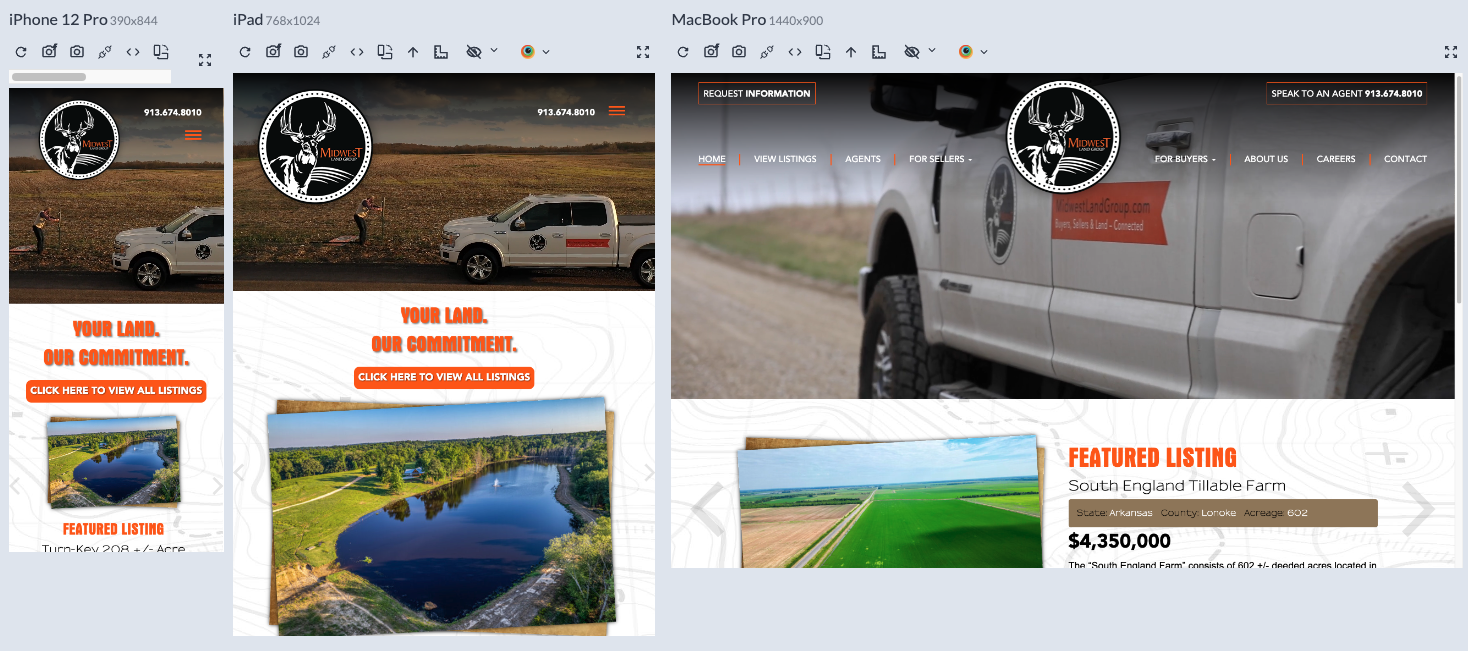 iPhone 12 Pro 390x844
913.674.8010
MIDWEST
LAND GROUP
YOUR LAND.
OUR COMMITMENT.
CLICK HERE TO VIEW ALL LISTINGS
FEATURED LISTING
Turn-Key 208 +/- Acre
iPad 768x1024
913.674.8010
MIDWEST
LAND GROUP
YOUR LAND.
OUR COMMITMENT.
CLICK HERE TO VIEW ALL LISTINGS
MacBook Pro 1440x900
REQUEST INFORMATION
SPEAK TO AN AGENT 913.674.8010
MIDWEST
LAND GROUP
HOME VIEW LISTINGS AGENTS FOR SELLERS FOR BUYERS ABOUT US CAREERS CONTACT
MidwestLandGroup.com
Buyers, Sellers & Land – Connected
FEATURED LISTING
South England Tillable Farm
State: Arkansas County: Lonoke Acreage: 602
$4,350,000
The "South England Farm" consists of 602 +/- deeded acres located in